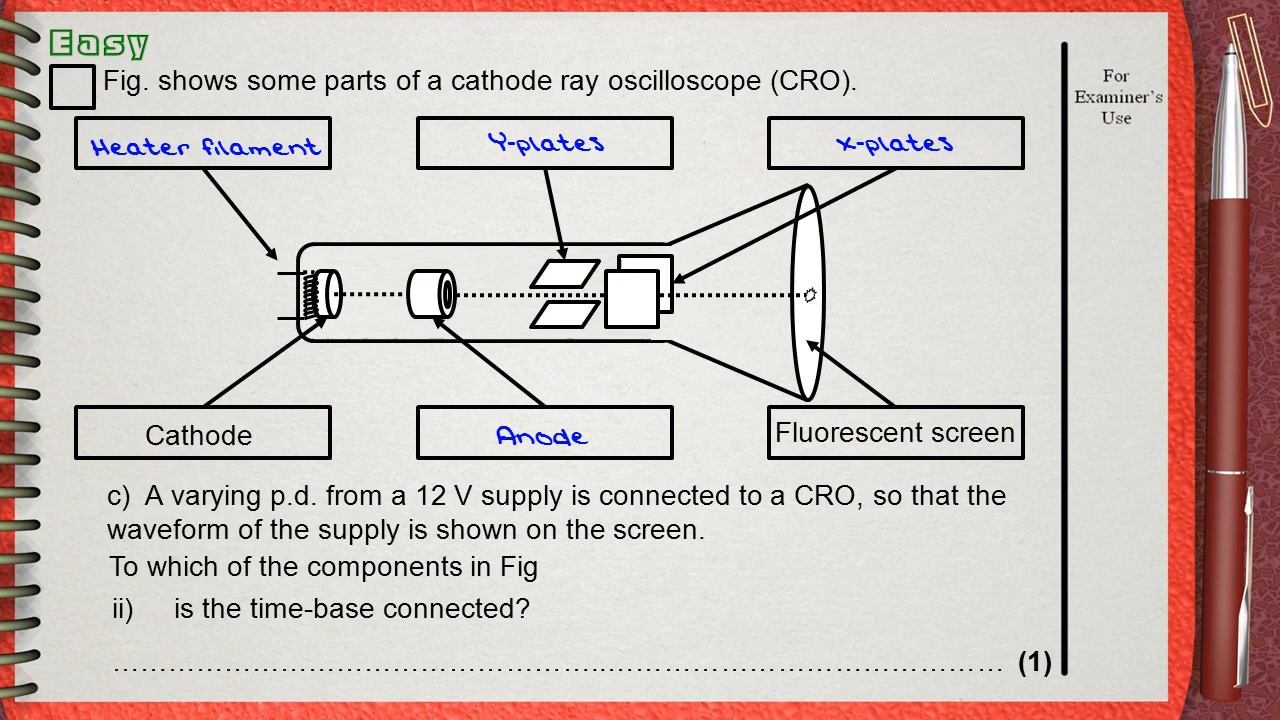 Easy
Fig. shows some parts of a cathode ray oscilloscope (CRO).
For
Examiner's
Use
Heater filament
Y-plates
X-plates
Cathode
Anode
Fluorescent screen
c) A varying p.d. from a 12 V supply is connected to a CRO, so that the
waveform of the supply is shown on the screen.
To which of the components in Fig
ii) is the time-base connected?
(1)